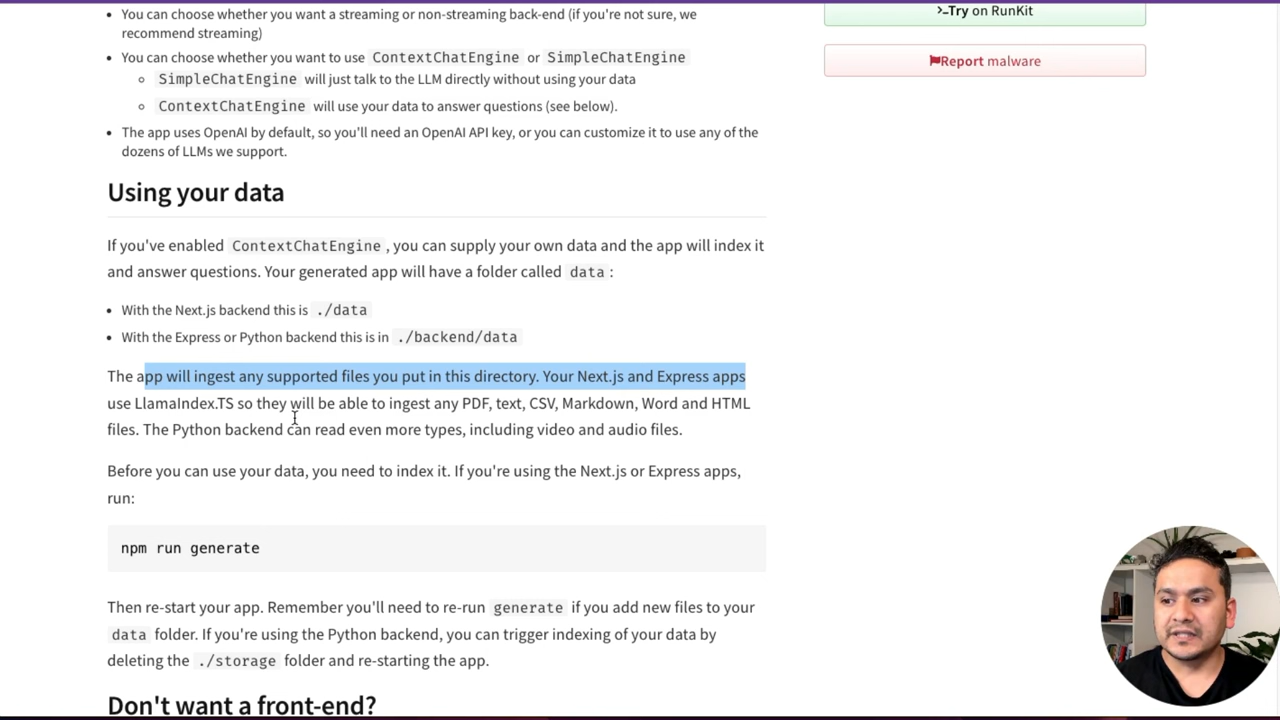 You can choose whether you want a streaming or non-streaming back-end (if you're not sure, we
recommend streaming)
You can choose whether you want to use ContextChatEngine or SimpleChatEngine
SimpleChatEngine will just talk to the LLM directly without using your data
ContextChatEngine will use your data to answer questions (see below).
The app uses OpenAI by default, so you'll need an OpenAI API key, or you can customize it to use any of the
dozens of LLMs we support.
Using your data
If you've enabled ContextChatEngine , you can supply your own data and the app will index it
and answer questions. Your generated app will have a folder called data :
With the Next.js backend this is ./data
With the Express or Python backend this is in ./backend/data
The app will ingest any supported files you put in this directory. Your Next.js and Express apps
use LlamaIndex.TS so they will be able to ingest any PDF, text, CSV, Markdown, Word and HTML
files. The Python backend can read even more types, including video and audio files.
Before you can use your data, you need to index it. If you're using the Next.js or Express apps,
run:
npm run generate
Then re-start your app. Remember you'll need to re-run generate if you add new files to your
data folder. If you're using the Python backend, you can trigger indexing of your data by
deleting the ./storage folder and re-starting the app.
Don't want a front-end?
>_Try on RunKit
Report malware